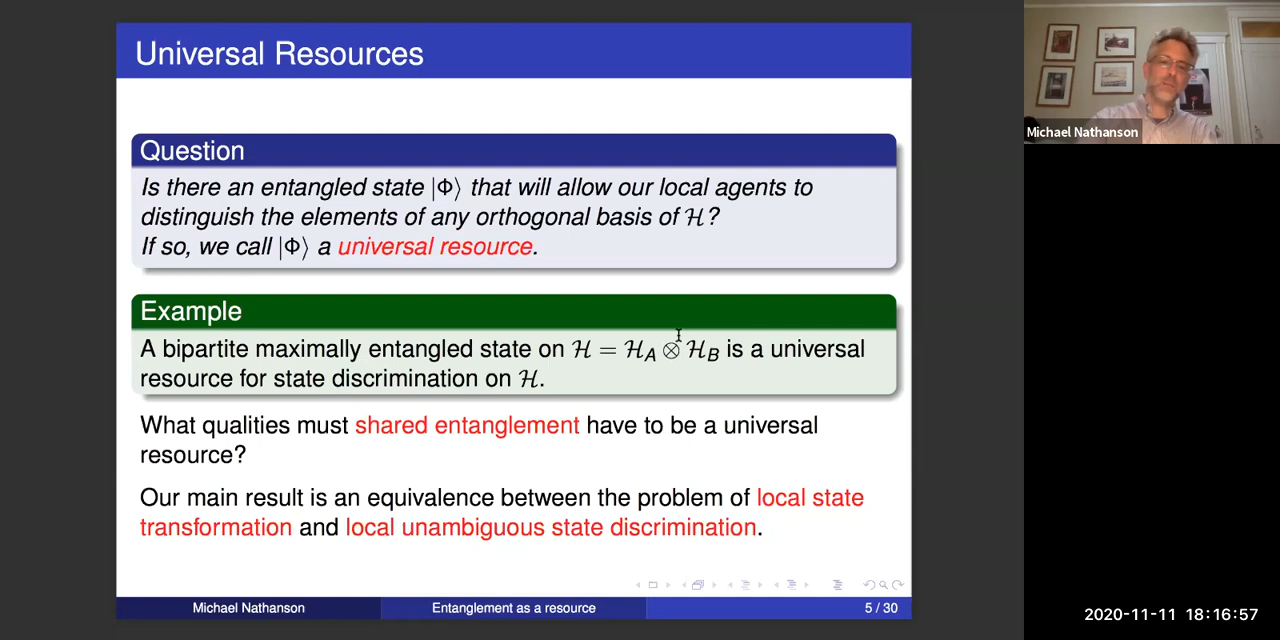 Universal Resources
Question
Is there an entangled state |Φ⟩ that will allow our local agents to
distinguish the elements of any orthogonal basis of ℋ?
If so, we call |Φ⟩ a universal resource.
Example
A bipartite maximally entangled state on ℋ = ℋ_A ⊗ ℋ_B is a universal
resource for state discrimination on ℋ.
What qualities must shared entanglement have to be a universal
resource?
Our main result is an equivalence between the problem of local state
transformation and local unambiguous state discrimination.
Michael Nathanson
Entanglement as a resource
5 / 30
Michael Nathanson
2020-11-11 18:16:57